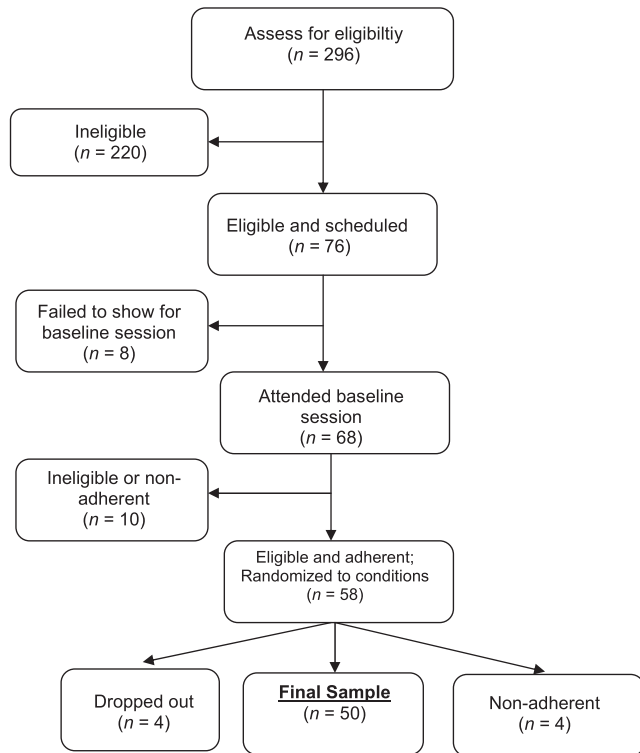 Assess for eligibiltiy
(n = 296)
Ineligible
(n = 220)
Eligible and scheduled
(n = 76)
Failed to show for
baseline session
(n = 8)
Attended baseline
session
(n = 68)
Ineligible or non-
adherent
(n = 10)
Eligible and adherent;
Randomized to conditions
(n = 58)
Dropped out
(n = 4)
Final Sample
(n = 50)
Non-adherent
(n = 4)